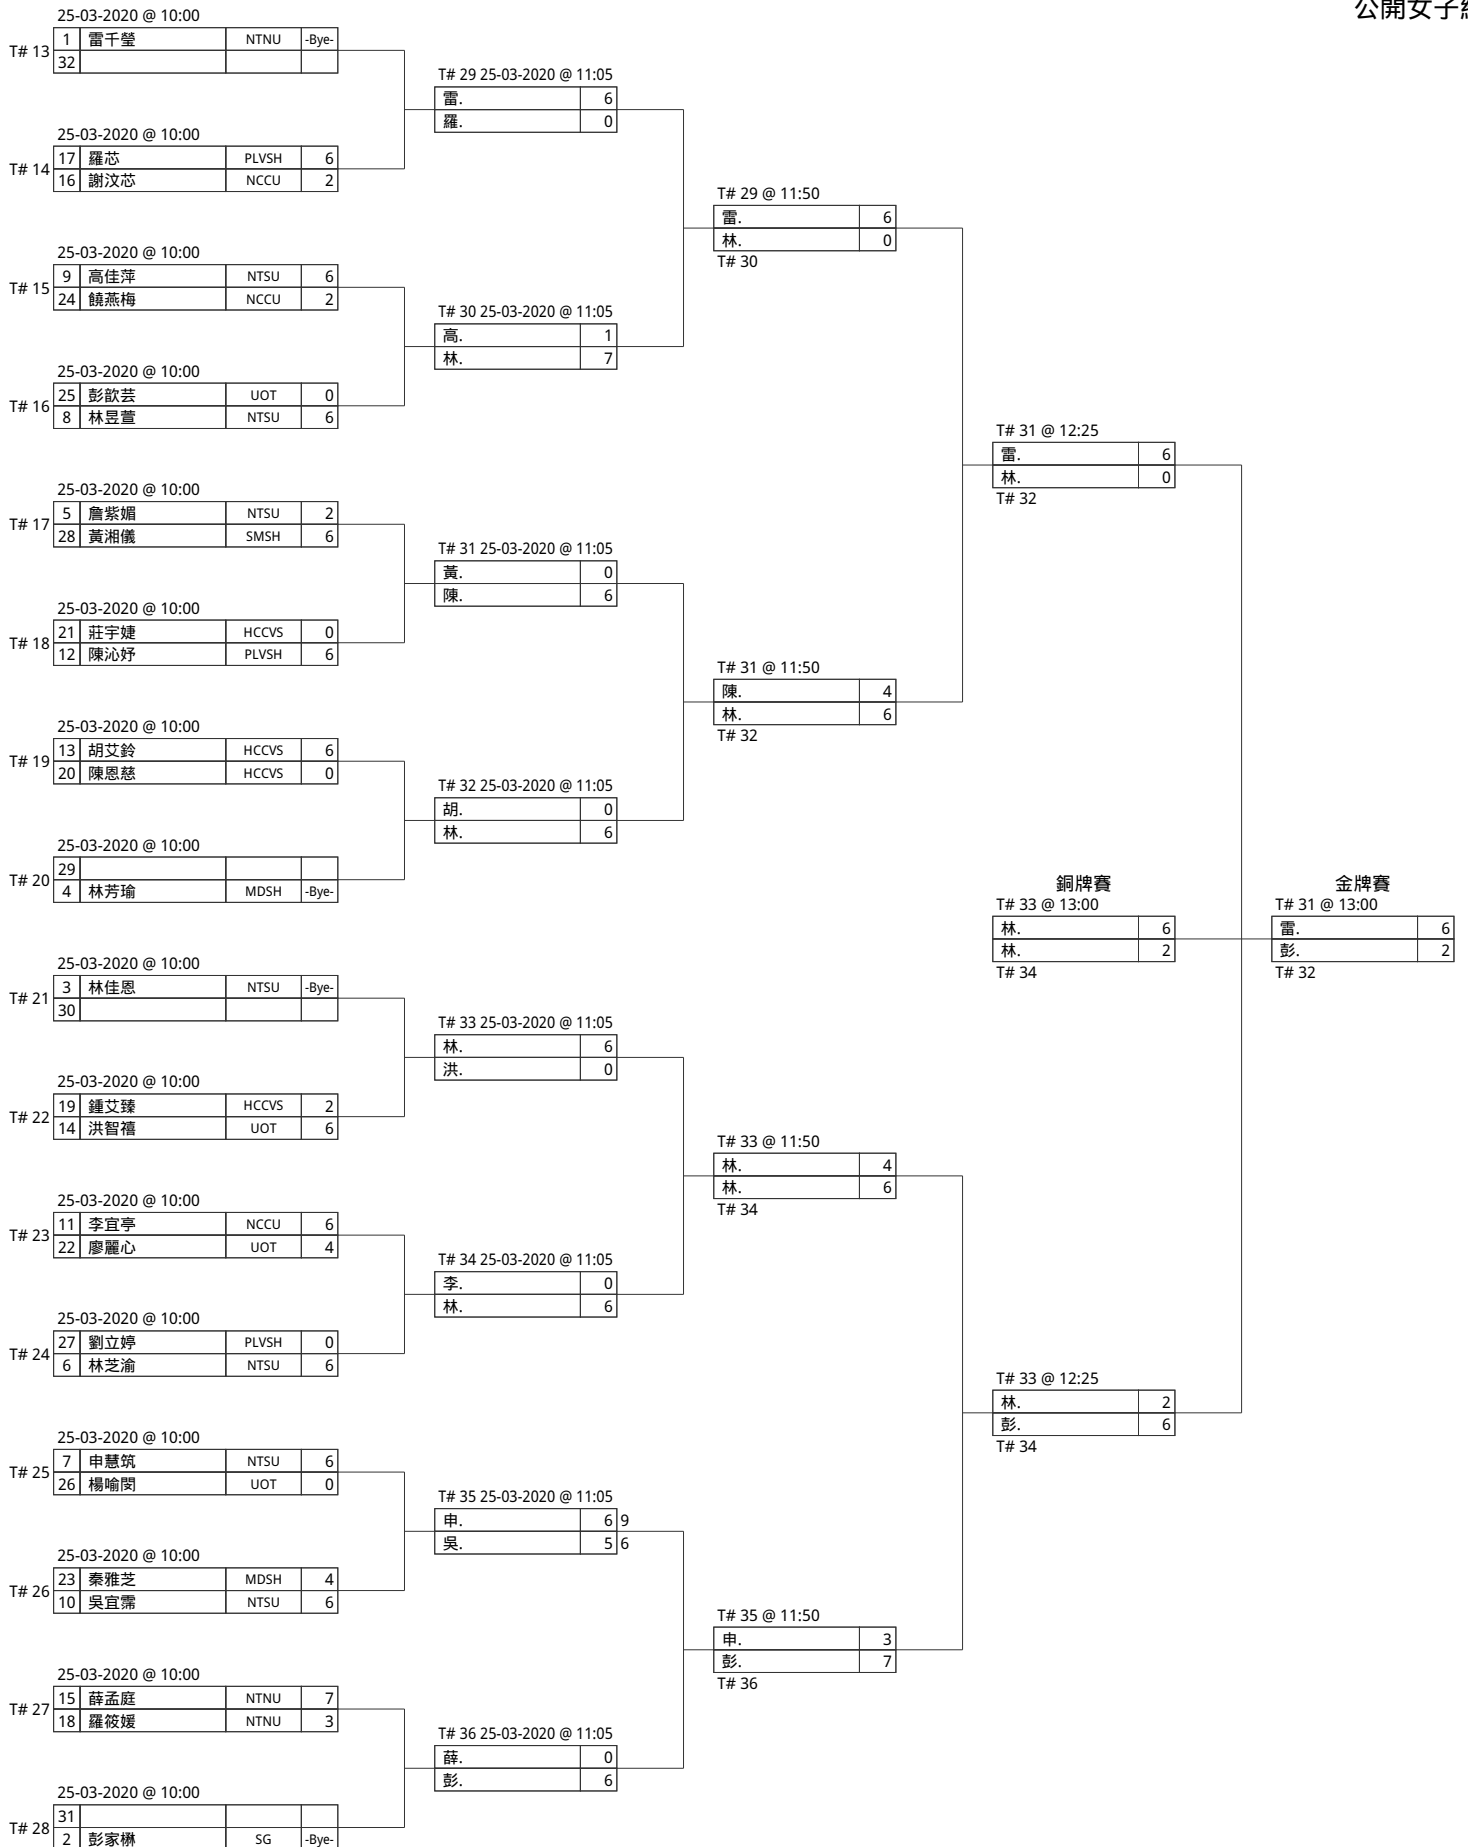 公開女子
25-03-2020 @ 10:00
T# 13
1 雷千瑩 NTNU -Bye-
32
25-03-2020 @ 10:00
T# 14
17 羅芯 PLVSH 6
16 謝汶芯 NCCU 2
25-03-2020 @ 10:00
T# 15
9 高佳萍 NTSU 6
24 饒燕梅 NCCU 2
25-03-2020 @ 10:00
T# 16
25 彭歆芸 UOT 0
8 林昱萱 NTSU 6
25-03-2020 @ 10:00
T# 17
5 詹紫媚 NTSU 2
28 黃湘儀 SMSH 6
25-03-2020 @ 10:00
T# 18
21 莊宇婕 HCCVS 0
12 陳沁妤 PLVSH 6
25-03-2020 @ 10:00
T# 19
13 胡艾鈴 HCCVS 6
20 陳恩慈 HCCVS 0
25-03-2020 @ 10:00
T# 20
29
4 林芳瑜 MDSH -Bye-
25-03-2020 @ 10:00
T# 21
3 林佳恩 NTSU -Bye-
30
25-03-2020 @ 10:00
T# 22
19 鍾艾臻 HCCVS 2
14 洪智禧 UOT 6
25-03-2020 @ 10:00
T# 23
11 李宜亭 NCCU 6
22 廖麗心 UOT 4
25-03-2020 @ 10:00
T# 24
27 劉立婷 PLVSH 0
6 林芝渝 NTSU 6
25-03-2020 @ 10:00
T# 25
7 申慧筑 NTSU 6
26 楊喻閔 UOT 0
25-03-2020 @ 10:00
T# 26
23 秦雅芝 MDSH 4
10 吳宜霈 NTSU 6
25-03-2020 @ 10:00
T# 27
15 薛孟庭 NTNU 7
18 羅筱媛 NTNU 3
25-03-2020 @ 10:00
T# 28
31
2 彭家楙 SG -Bye-
T# 29 25-03-2020 @ 11:05
雷. 6
羅. 0
T# 30 25-03-2020 @ 11:05
高. 1
林. 7
T# 31 25-03-2020 @ 11:05
黃. 0
陳. 6
T# 32 25-03-2020 @ 11:05
胡. 0
林. 6
T# 33 25-03-2020 @ 11:05
林. 6
洪. 0
T# 34 25-03-2020 @ 11:05
李. 0
林. 6
T# 35 25-03-2020 @ 11:05
申. 6 9
吳. 5 6
T# 36 25-03-2020 @ 11:05
薛. 0
彭. 6
T# 29 @ 11:50
雷. 6
林. 0
T# 30
T# 31 @ 11:50
陳. 4
林. 6
T# 32
T# 33 @ 11:50
林. 4
林. 6
T# 34
T# 35 @ 11:50
申. 3
彭. 7
T# 36
T# 31 @ 12:25
雷. 6
林. 0
T# 32
T# 33 @ 12:25
林. 2
彭. 6
T# 34
銅牌賽
T# 33 @ 13:00
林. 6
林. 2
T# 34
金牌賽
T# 31 @ 13:00
雷. 6
彭. 2
T# 32